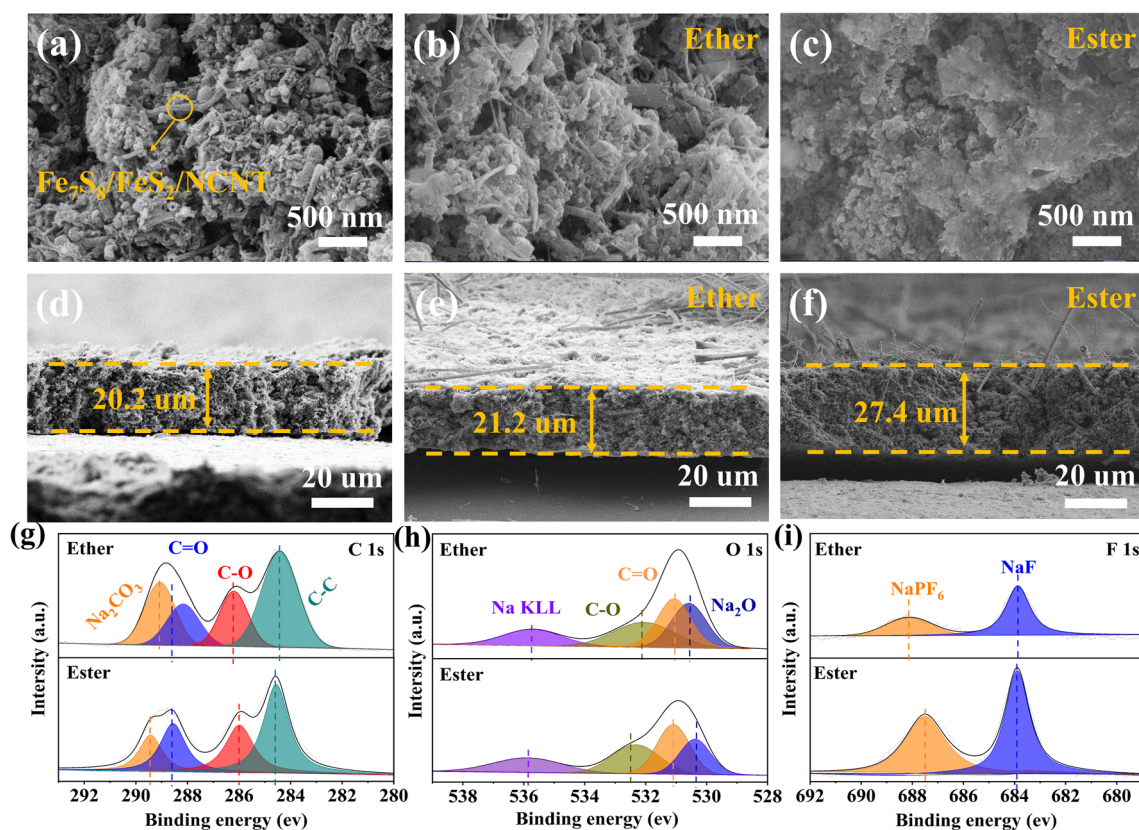 (a)
Fe₇S₈/FeS₂/NCNT
500 nm
(b)
Ether
500 nm
(c)
Ester
500 nm
(d)
20.2 um
20 um
(e)
Ether
21.2 um
20 um
(f)
Ester
27.4 um
20 um
(g)
Ether
C 1s
Na₂CO₃
C=O
C-O
C-C
Ester
Intersity (a.u.)
292 290 288 286 284 282 280
Binding energy (ev)
(h)
Ether
O 1s
Na KLL
C-O
C=O
Na₂O
Ester
Intersity (a.u.)
538 536 534 532 530 528
Binding energy (ev)
(i)
Ether
F 1s
NaPF₆
NaF
Ester
Intersity (a.u.)
692 690 688 686 684 682 680
Binding energy (ev)